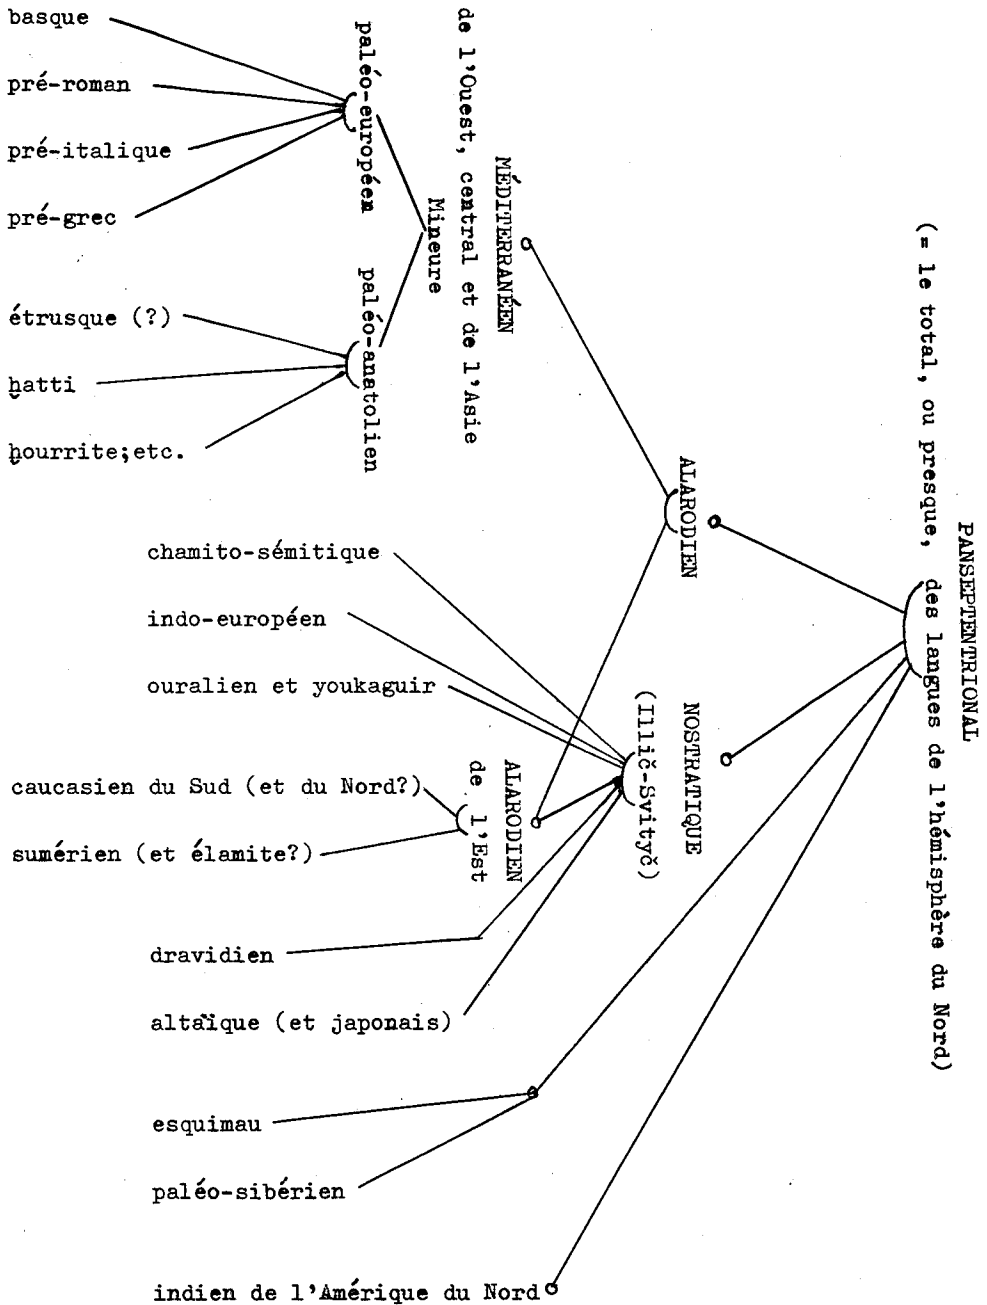 PANSEPTENTRIONAL
(= le total, ou presque, des langues de l'hémisphère du Nord)
ALARODIEN
NOSTRATIQUE
(Illič-Svityč)
MÉDITERRANÉEN
de l'Ouest, central et de l'Asie
Mineure
ALARODIEN
de l'Est
paléo-européen
paléo-anatolien
basque
pré-roman
pré-italique
pré-grec
étrusque (?)
ḫatti
ḫourrite;etc.
chamito-sémitique
indo-européen
ouralien et youkaguir
caucasien du Sud (et du Nord?)
sumérien (et élamite?)
dravidien
altaïque (et japonais)
esquimau
paléo-sibérien
indien de l'Amérique du Nord